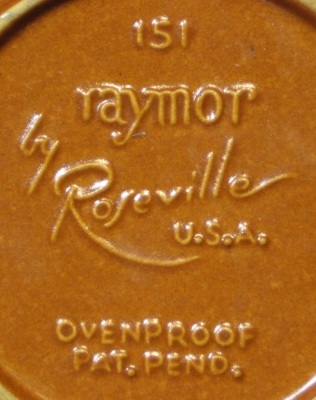 151
raymor
by
Roseville
U.S.A.
OVENPROOF
PAT. PEND.